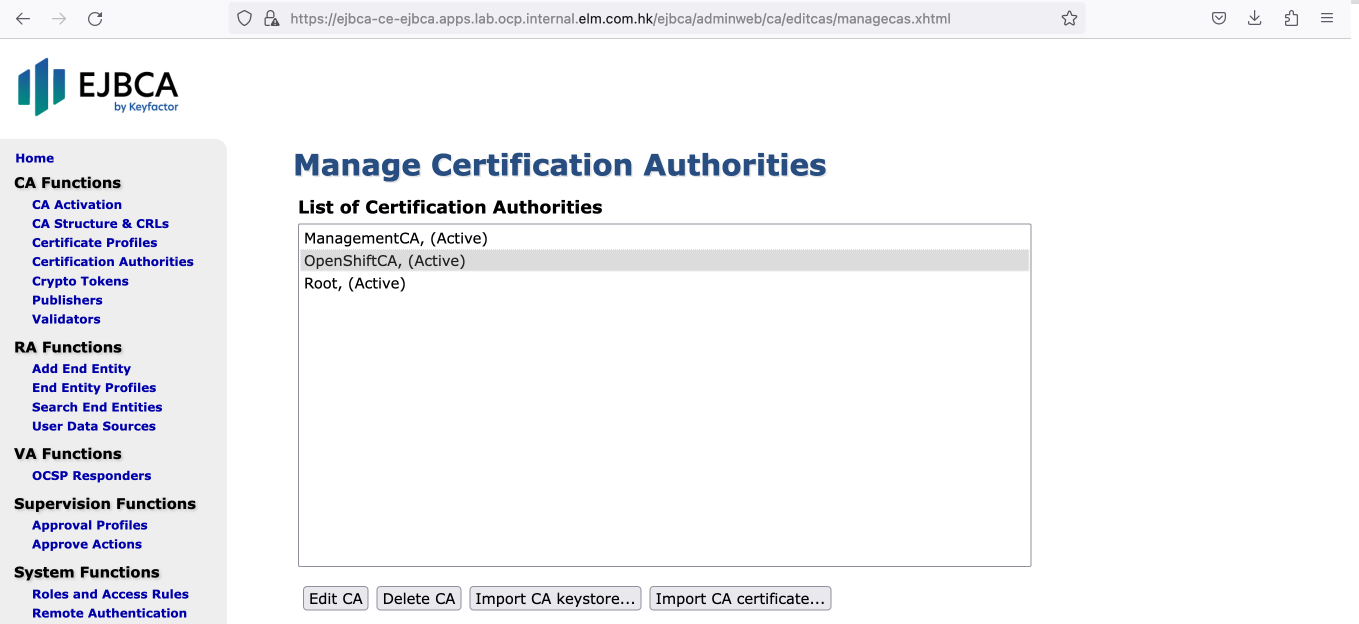 https://ejbca-ce-ejbca.apps.lab.ocp.internal.elm.com.hk/ejbca/adminweb/ca/editcas/managecas.xhtml
EJBCA
by Keyfactor
Home
CA Functions
CA Activation
CA Structure & CRLs
Certificate Profiles
Certification Authorities
Crypto Tokens
Publishers
Validators
RA Functions
Add End Entity
End Entity Profiles
Search End Entities
User Data Sources
VA Functions
OCSP Responders
Supervision Functions
Approval Profiles
Approve Actions
System Functions
Roles and Access Rules
Remote Authentication
Manage Certification Authorities
List of Certification Authorities
ManagementCA, (Active)
OpenShiftCA, (Active)
Root, (Active)
Edit CA Delete CA Import CA keystore... Import CA certificate...